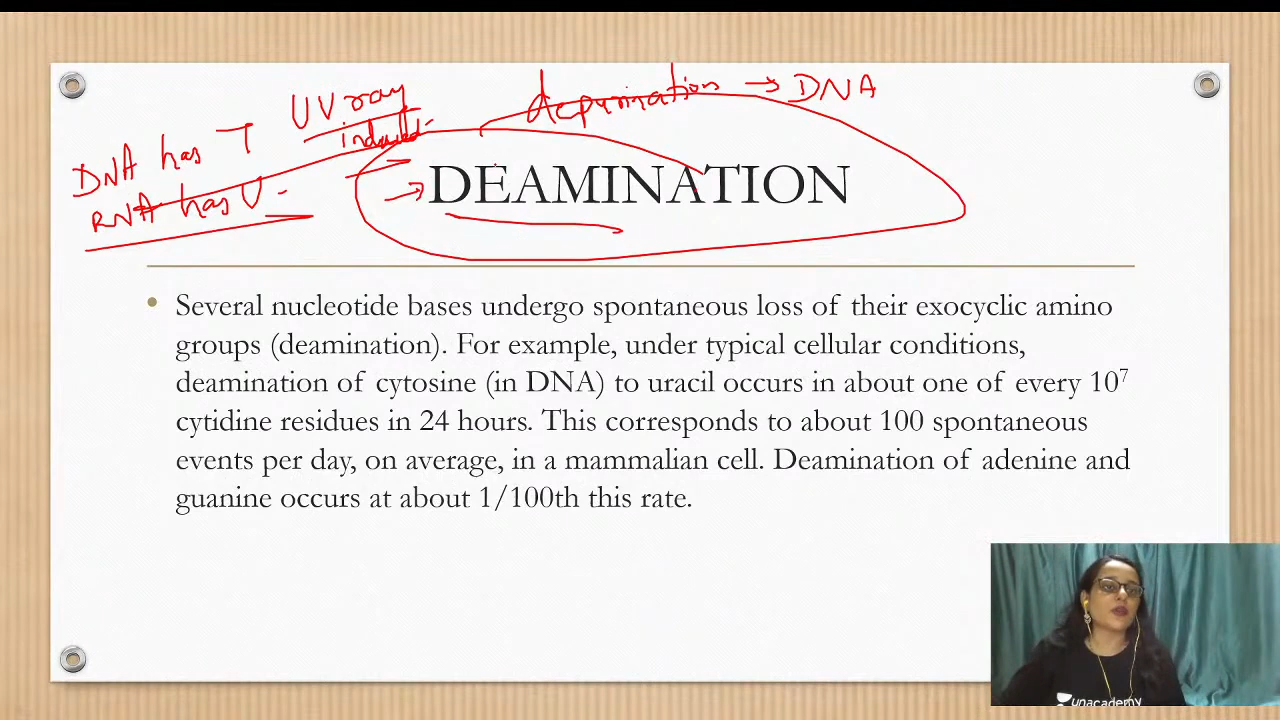 depurination → DNA
UV ray
induced
DNA has T
RNA has U -
DEAMINATION
• Several nucleotide bases undergo spontaneous loss of their exocyclic amino
groups (deamination). For example, under typical cellular conditions,
deamination of cytosine (in DNA) to uracil occurs in about one of every 10⁷
cytidine residues in 24 hours. This corresponds to about 100 spontaneous
events per day, on average, in a mammalian cell. Deamination of adenine and
guanine occurs at about 1/100th this rate.
unacademy